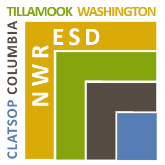 TILLAMOOK WASHINGTON
CLATSOP COLUMBIA
NWR ESD